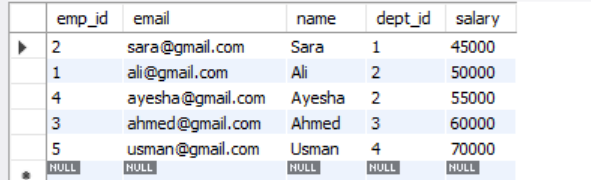 emp_id email name dept_id salary
2 sara@gmail.com Sara 1 45000
1 ali@gmail.com Ali 2 50000
4 ayesha@gmail.com Ayesha 2 55000
3 ahmed@gmail.com Ahmed 3 60000
5 usman@gmail.com Usman 4 70000
NULL NULL NULL NULL NULL